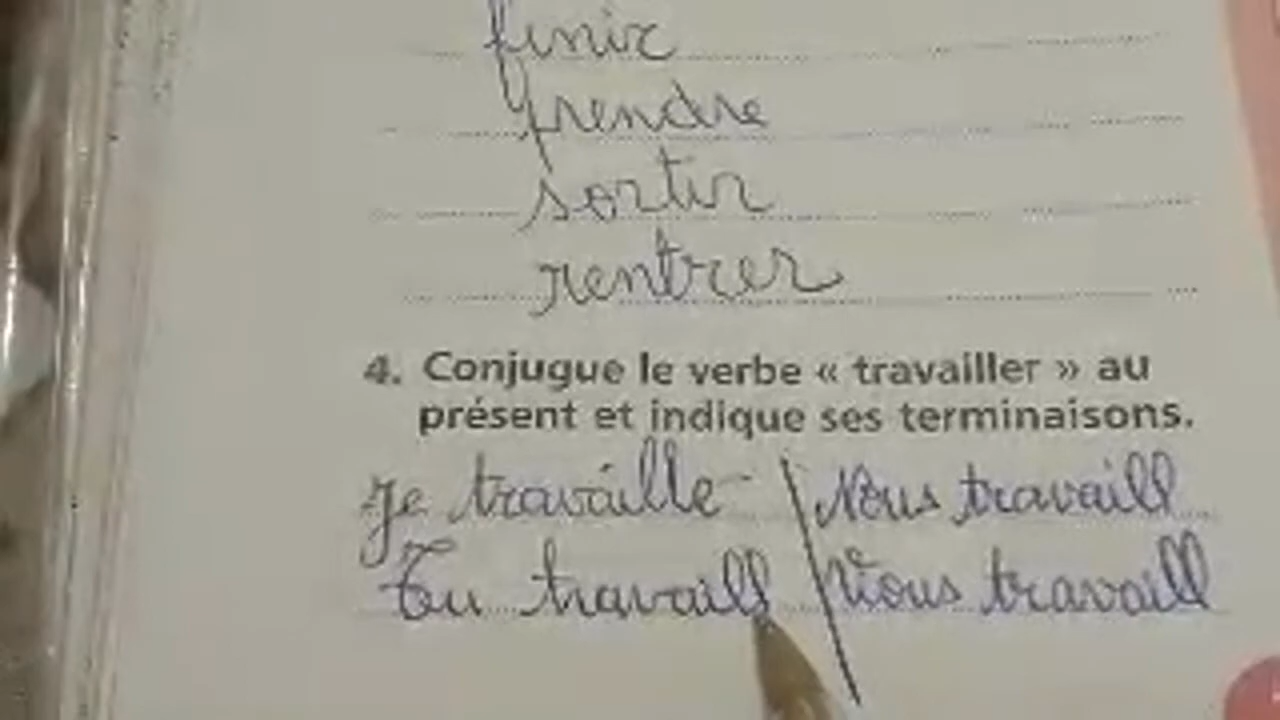 finir
prendre
sortir
rentrer
4. Conjugue le verbe « travailler » au
présent et indique ses terminaisons.
Je travaille Nous travaill
Tu travaill Vous travaill